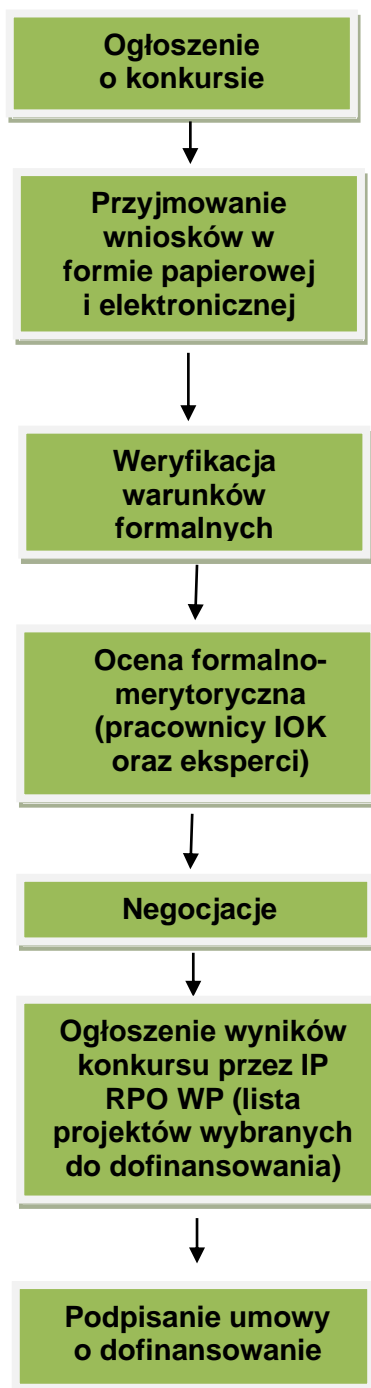 Ogłoszenie
o konkursie
Przyjmowanie
wniosków w
formie papierowej
i elektronicznej
Weryfikacja
warunków
formalnych
Ocena formalno-
merytoryczna
(pracownicy IOK
oraz eksperci)
Negocjacje
Ogłoszenie wyników
konkursu przez IP
RPO WP (lista
projektów wybranych
do dofinansowania)
Podpisanie umowy
o dofinansowanie